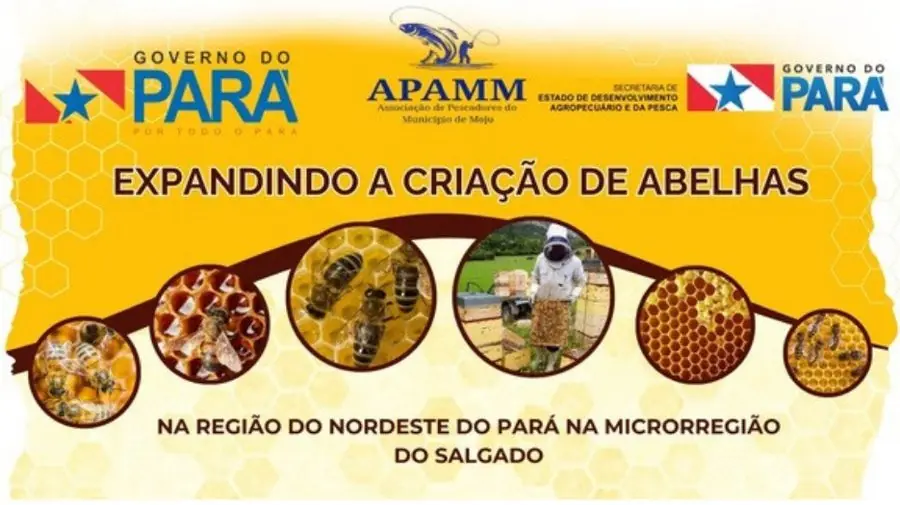 GOVERNO DO
PARÁ
POR TODO O PARÁ
APAMM
Associação de Pescadores do
Município de Moju
SECRETARIA DE
ESTADO DE DESENVOLVIMENTO
AGROPECUÁRIO E DA PESCA
GOVERNO DO
PARÁ
EXPANDINDO A CRIAÇÃO DE ABELHAS
NA REGIÃO DO NORDESTE DO PARÁ NA MICRORREGIÃO
DO SALGADO